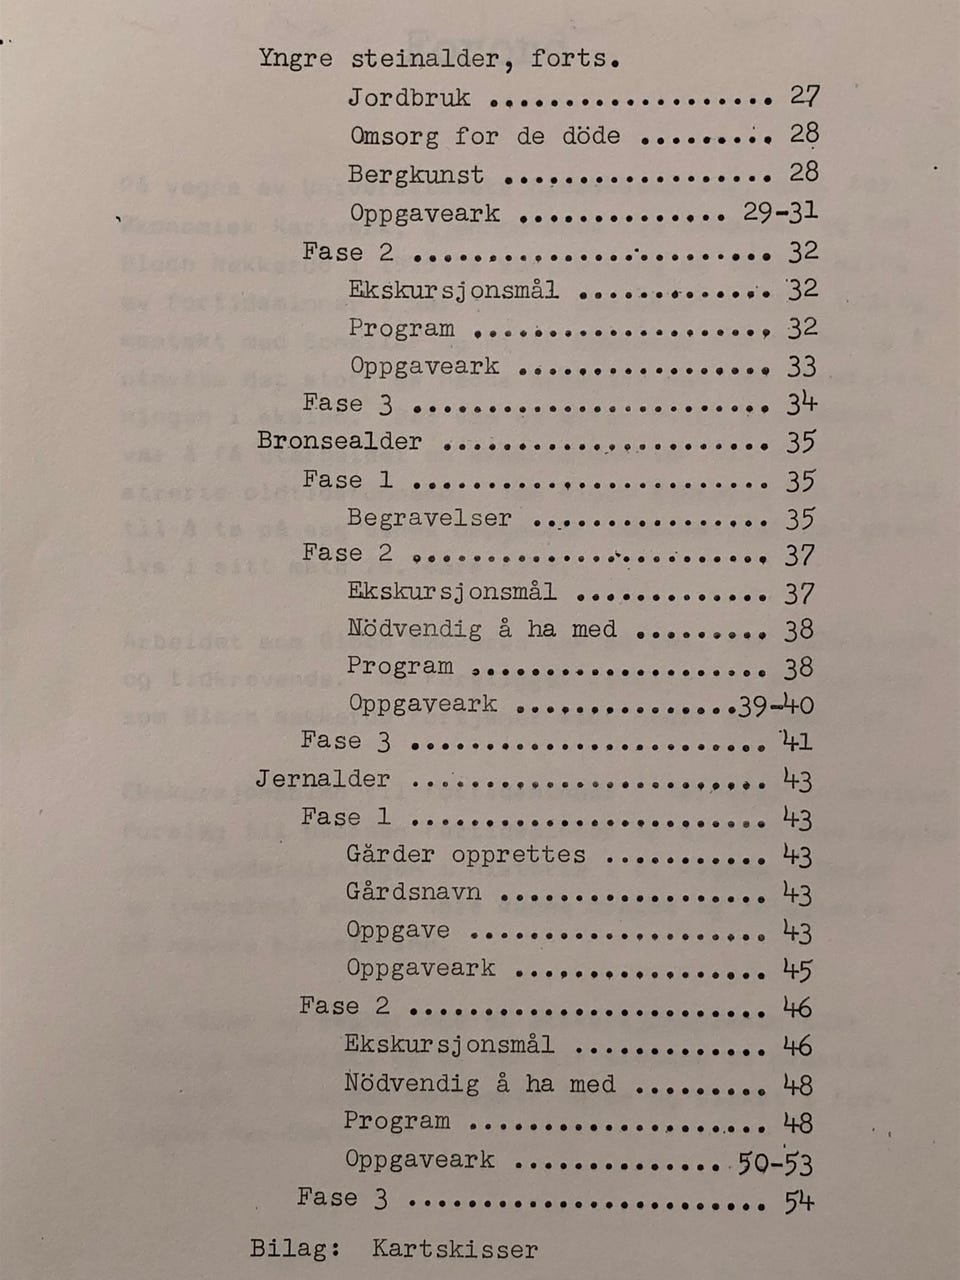 Yngre steinalder, forts.
Jordbruk ................... 27
Omsorg for de döde ......... 28
Bergkunst .................. 28
Oppgaveark .............. 29-31
Fase 2 ........................ 32
Ekskursjonsmål ............. 32
Program .................... 32
Oppgaveark ................. 33
Fase 3 ........................ 34
Bronsealder ...................... 35
Fase 1 ........................ 35
Begravelser ................ 35
Fase 2 ........................ 37
Ekskursjonsmål ............. 37
Nödvendig å ha med ......... 38
Program .................... 38
Oppgaveark ...............39-40
Fase 3 ........................ 41
Jernalder ........................ 43
Fase 1 ........................ 43
Gårder opprettes ........... 43
Gårdsnavn .................. 43
Oppgave .................... 43
Oppgaveark ................. 45
Fase 2 ........................ 46
Ekskursjonsmål ............. 46
Nödvendig å ha med ......... 48
Program .................... 48
Oppgaveark .............. 50-53
Fase 3 ........................ 54
Bilag: Kartskisser